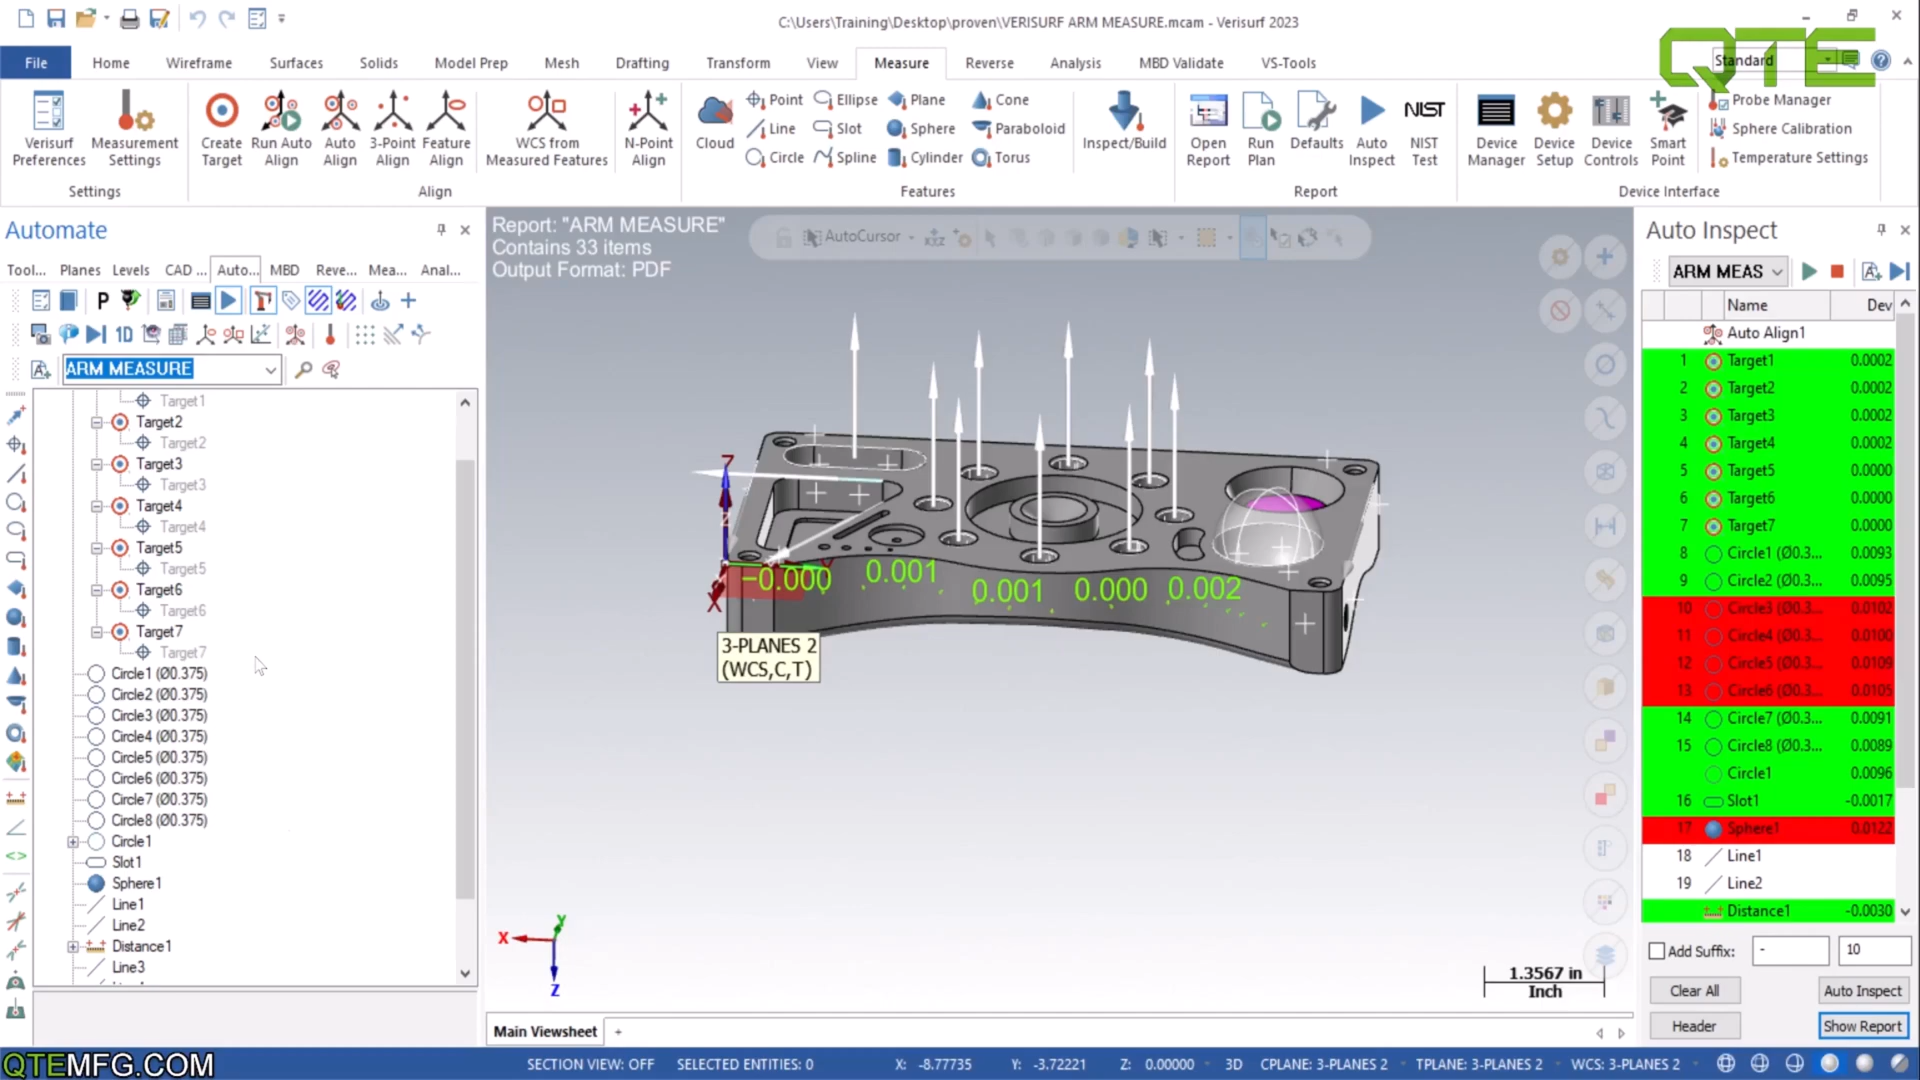 C:\Users\Training\Desktop\proven\VERISURF ARM MEASURE.mcam - Verisurf 2023
QTE
File Home Wireframe Surfaces Solids Model Prep Mesh Drafting Transform View Measure Reverse Analysis MBD Validate VS-Tools Standard
Verisurf Preferences
Measurement Settings
Settings
Create Target
Run Auto Align
Auto Align
3-Point Align
Feature Align
WCS from Measured Features
N-Point Align
Align
Cloud
Point Ellipse Plane Cone
Line Slot Sphere Paraboloid
Circle Spline Cylinder Torus
Features
Inspect/Build
Open Report
Run Plan
Defaults
Auto Inspect
NIST
NIST Test
Report
Device Manager
Device Setup
Device Controls
Smart Point
Probe Manager
Sphere Calibration
Temperature Settings
Device Interface
Automate
Tool... Planes Levels CAD ... Auto... MBD Reve... Mea... Anal...
P
1D
ARM MEASURE
Target1
Target2
Target2
Target3
Target3
Target4
Target4
Target5
Target5
Target6
Target6
Target7
Target7
Circle1 (Ø0.375)
Circle2 (Ø0.375)
Circle3 (Ø0.375)
Circle4 (Ø0.375)
Circle5 (Ø0.375)
Circle6 (Ø0.375)
Circle7 (Ø0.375)
Circle8 (Ø0.375)
Circle1
Slot1
Sphere1
Line1
Line2
Distance1
Line3
Report: "ARM MEASURE"
Contains 33 items
Output Format: PDF
AutoCursor
XYZ
Z
X
-0.000 0.001 0.001 0.000 0.002
3-PLANES 2
(WCS,C,T)
Y
X
Z
1.3567 in
Inch
Main Viewsheet +
Auto Inspect
ARM MEAS
Name Dev
Auto Align1
1 Target1 0.0002
2 Target2 0.0002
3 Target3 0.0002
4 Target4 0.0002
5 Target5 0.0000
6 Target6 0.0000
7 Target7 0.0000
8 Circle1 (Ø0.3... 0.0093
9 Circle2 (Ø0.3... 0.0095
10 Circle3 (Ø0.3... 0.0102
11 Circle4 (Ø0.3... 0.0100
12 Circle5 (Ø0.3... 0.0109
13 Circle6 (Ø0.3... 0.0105
14 Circle7 (Ø0.3... 0.0091
15 Circle8 (Ø0.3... 0.0089
Circle1 0.0096
16 Slot1 -0.0017
17 Sphere1 0.0122
18 Line1
19 Line2
Distance1 -0.0030
Add Suffix: - 10
Clear All Auto Inspect
Header Show Report
QTEMFG.COM
SECTION VIEW: OFF SELECTED ENTITIES: 0 X: -8.77735 Y: -3.72221 Z: 0.00000 3D CPLANE: 3-PLANES 2 TPLANE: 3-PLANES 2 WCS: 3-PLANES 2